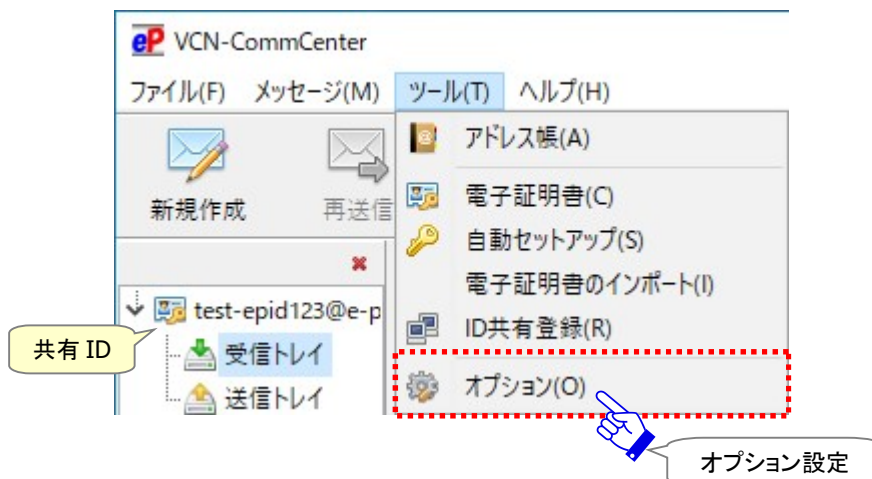 eP VCN-CommCenter
ファイル(F) メッセージ(M) ツール(T) ヘルプ(H)
新規作成
再送信
アドレス帳(A)
電子証明書(C)
自動セットアップ(S)
電子証明書のインポート(I)
ID共有登録(R)
オプション(O)
test-epid123@e-p
受信トレイ
送信トレイ
共有 ID
オプション設定